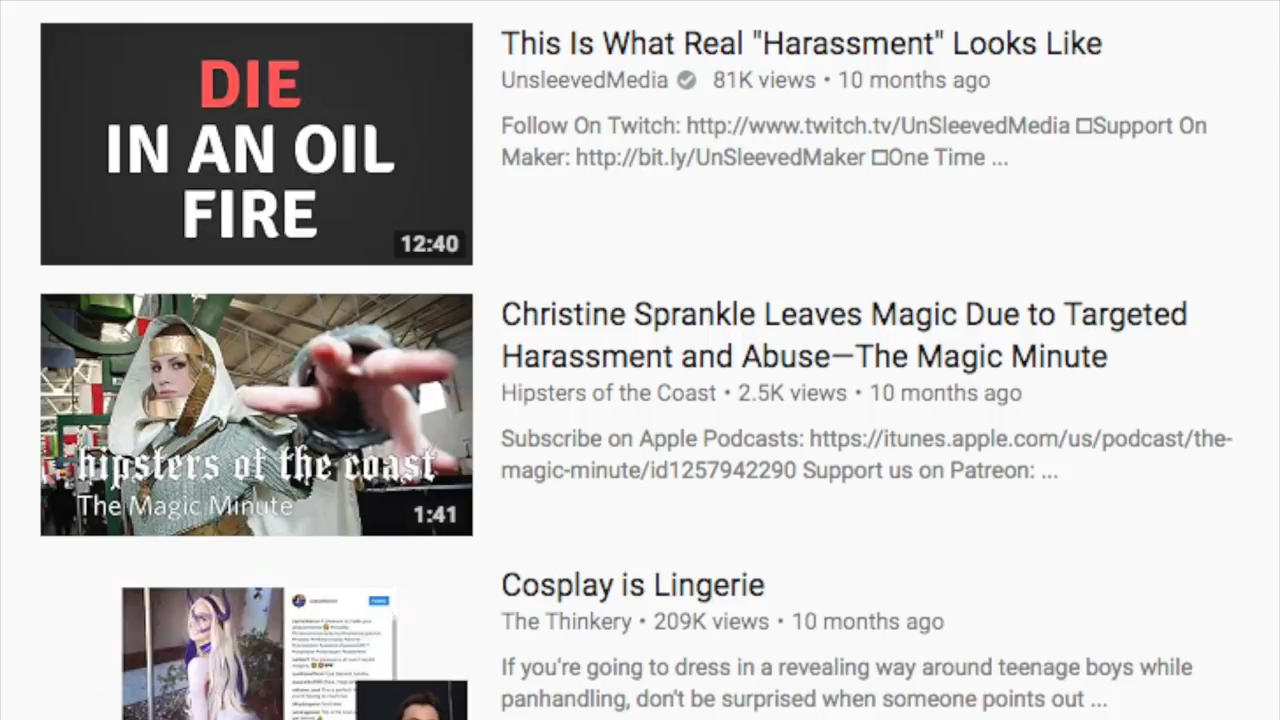 DIE
IN AN OIL
FIRE
12:40
This Is What Real "Harassment" Looks Like
UnsleevedMedia 81K views • 10 months ago
Follow On Twitch: http://www.twitch.tv/UnSleevedMedia □Support On
Maker: http://bit.ly/UnSleevedMaker □One Time ...
hipsters of the coast
The Magic Minute
1:41
Christine Sprankle Leaves Magic Due to Targeted
Harassment and Abuse—The Magic Minute
Hipsters of the Coast • 2.5K views • 10 months ago
Subscribe on Apple Podcasts: https://itunes.apple.com/us/podcast/the-
magic-minute/id1257942290 Support us on Patreon: ...
Cosplay is Lingerie
The Thinkery • 209K views • 10 months ago
If you're going to dress in a revealing way around teenage boys while
panhandling, don't be surprised when someone points out ...